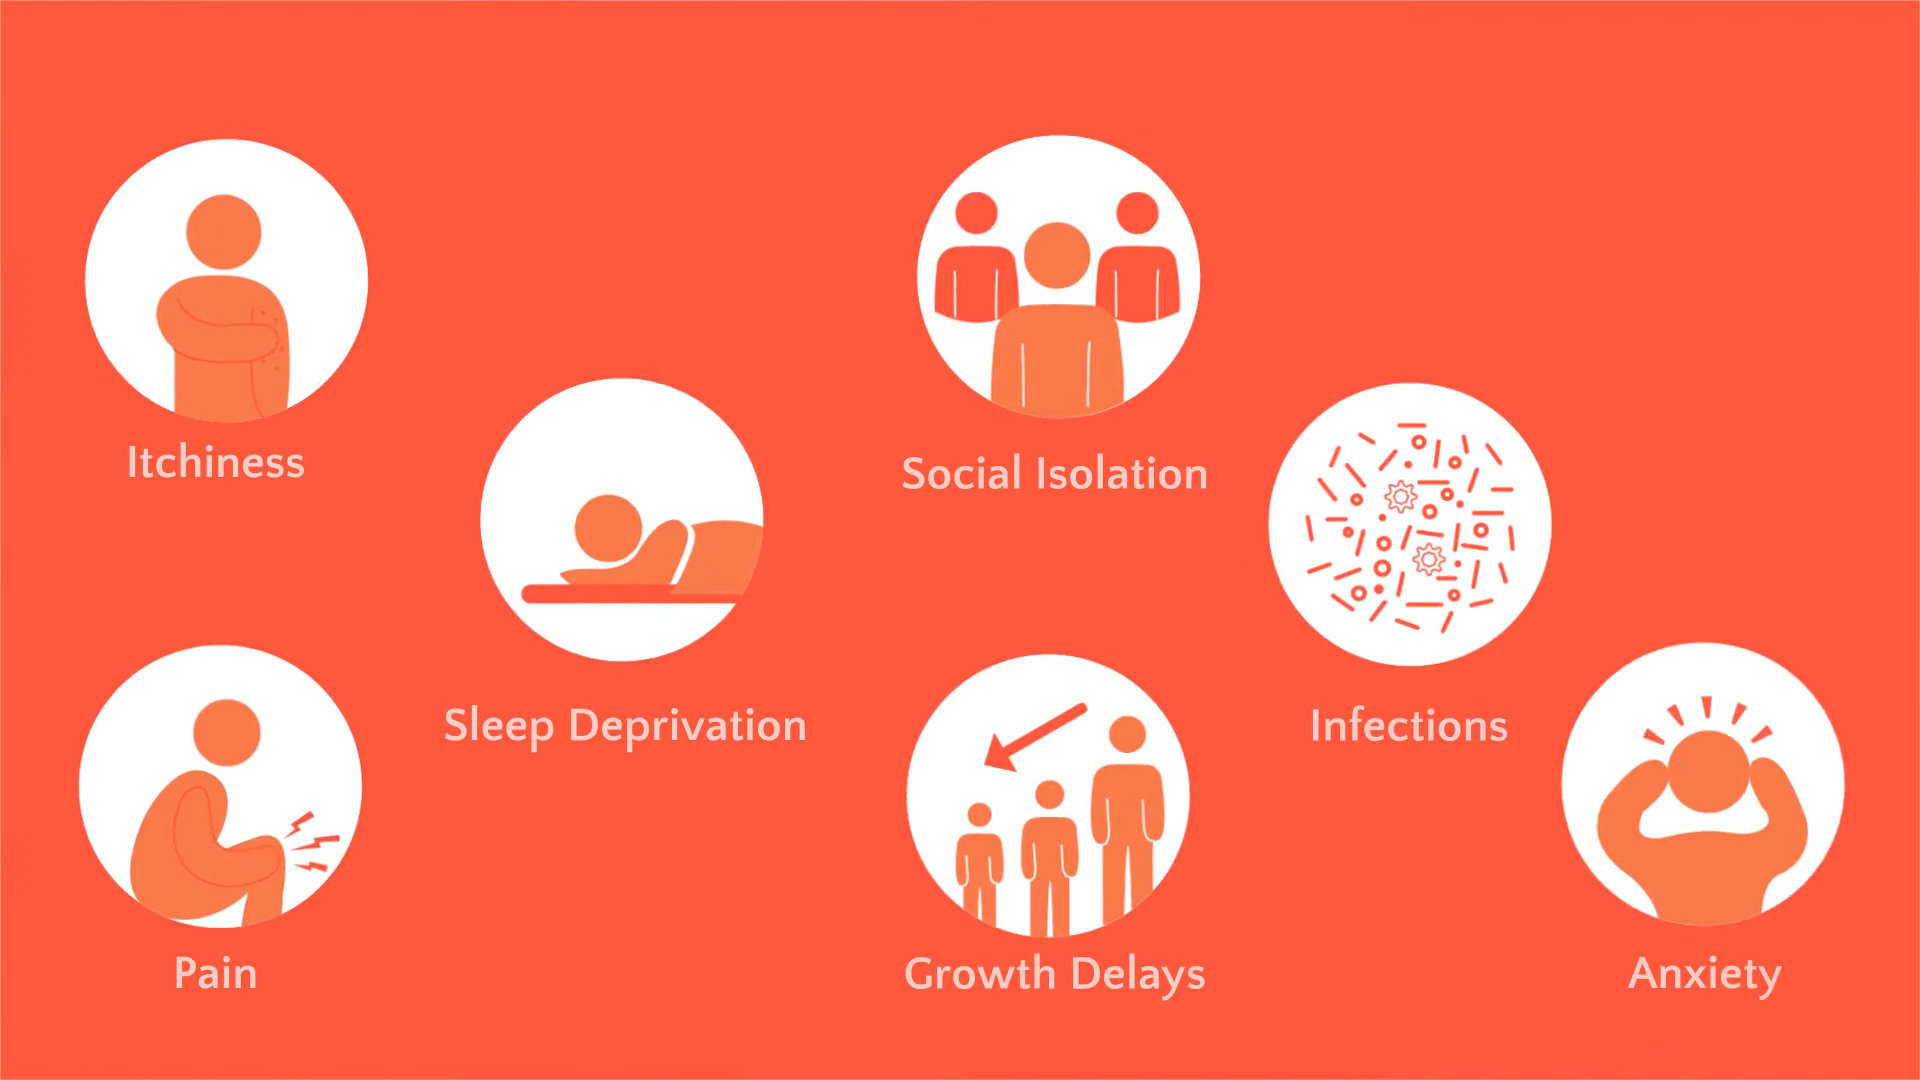 Itchiness
Social Isolation
Sleep Deprivation
Infections
Pain
Growth Delays
Anxiety